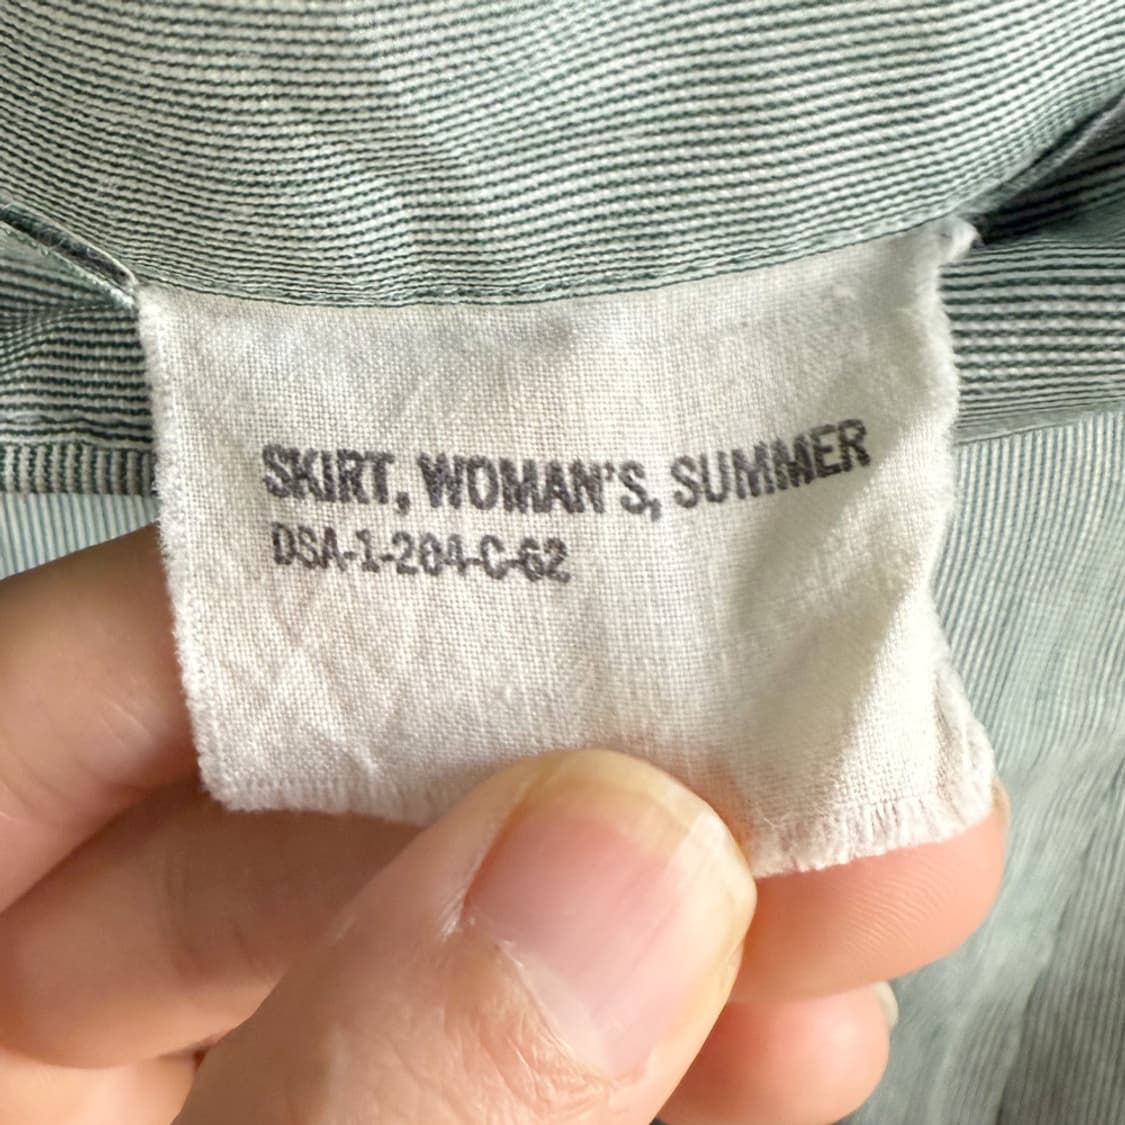 SKIRT, WOMAN'S, SUMMER
DSA-1-204-C-62